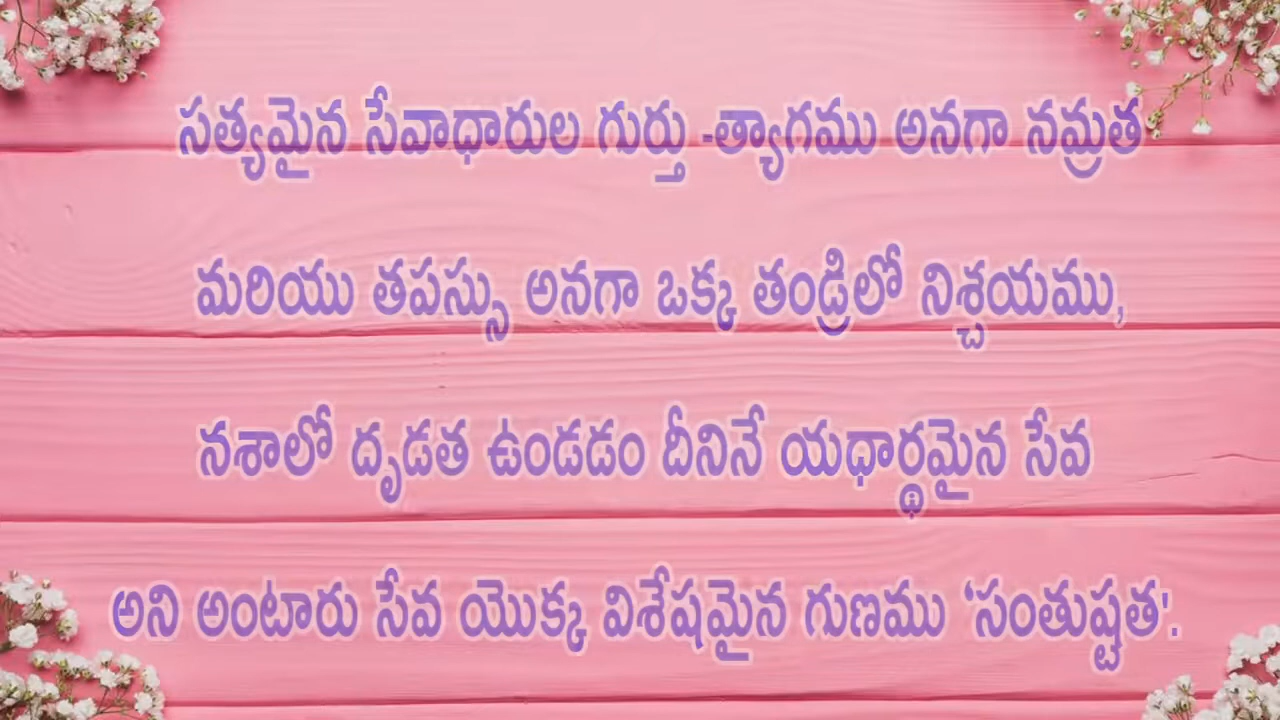 సత్యమైన సేవాధారుల గుర్తు -త్యాగము అనగా నమ్రత
మరియు తపస్సు అనగా ఒక్క తండ్రిలో నిశ్చయము,
నశాలో దృడత ఉండడం దీనినే యధార్థమైన సేవ
అని అంటారు సేవ యొక్క విశేషమైన గుణము ‘సంతుష్టత'.